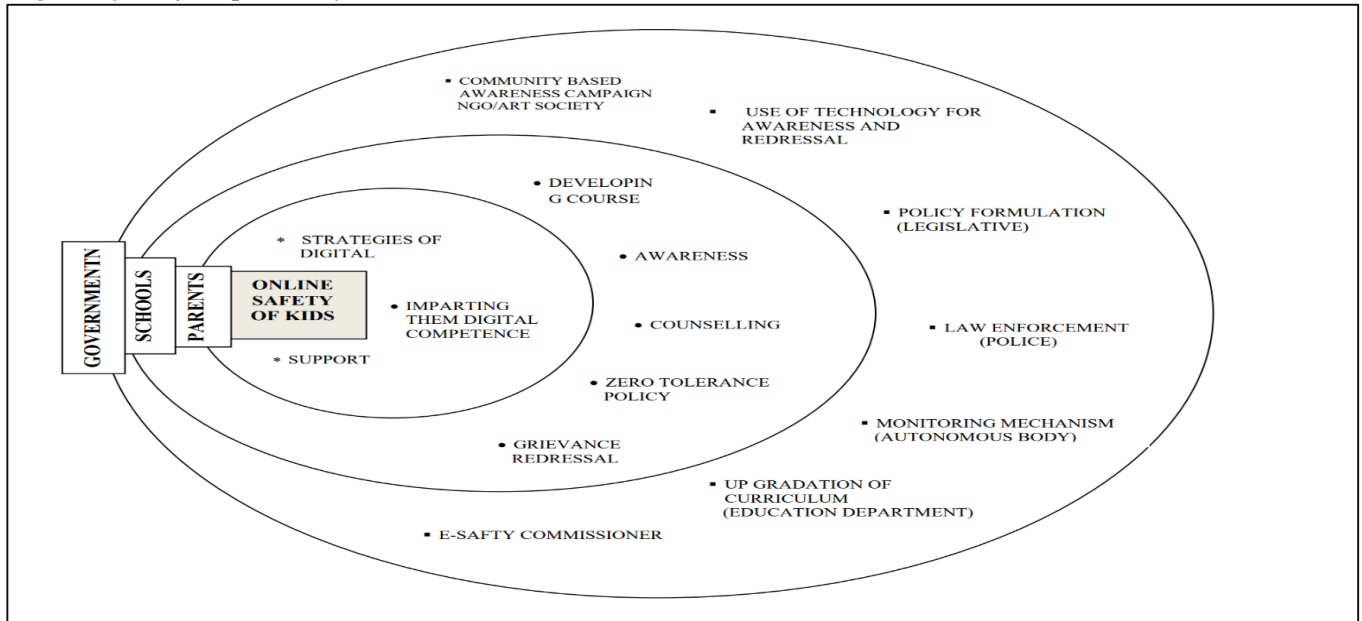 ▪ COMMUNITY BASED
AWARENESS CAMPAIGN
NGO/ART SOCIETY
▪ USE OF TECHNOLOGY FOR
AWARENESS AND
REDRESSAL
• DEVELOPIN
G COURSE
▪ POLICY FORMULATION
(LEGISLATIVE)
* STRATEGIES OF
DIGITAL
• AWARENESS
GOVERNMENTN
SCHOOLS
PARENTS
ONLINE
SAFETY
OF KIDS
• IMPARTING
THEM DIGITAL
COMPETENCE
• COUNSELLING
▪ LAW ENFORCEMENT
(POLICE)
* SUPPORT
• ZERO TOLERANCE
POLICY
▪ MONITORING MECHANISM
(AUTONOMOUS BODY)
• GRIEVANCE
REDRESSAL
▪ UP GRADATION OF
CURRICULUM
(EDUCATION DEPARTMENT)
▪ E-SAFTY COMMISSIONER